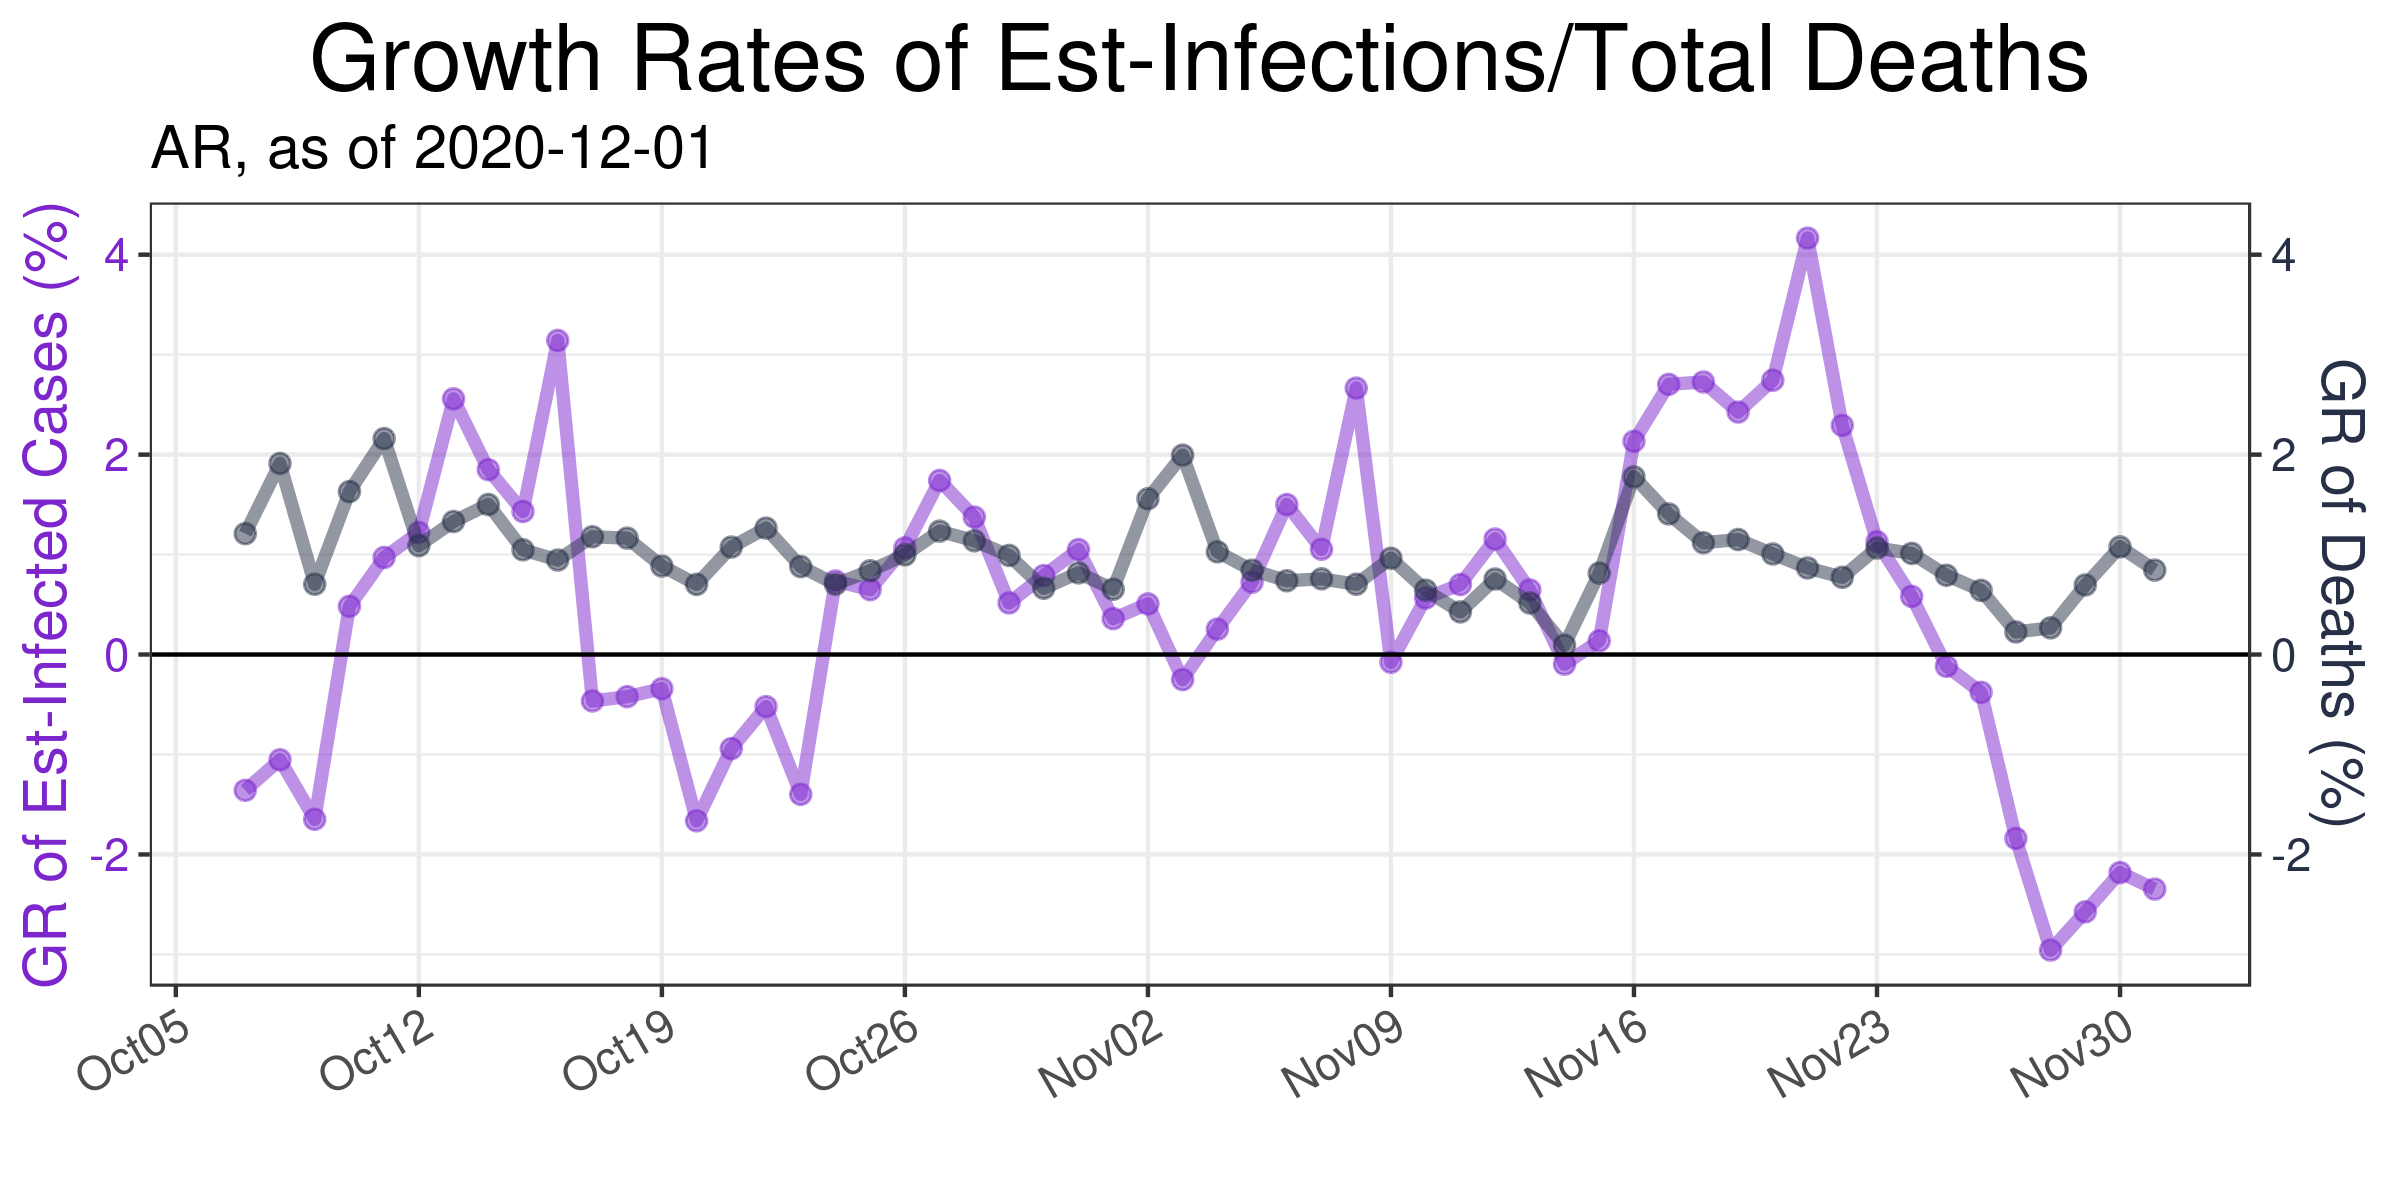 Growth Rates of Est-Infections/Total Deaths
AR, as of 2020-12-01
GR of Est-Infected Cases (%)
4
2
0
-2
4
2
0
-2
GR of Deaths (%)
Oct05
Oct12
Oct19
Oct26
Nov02
Nov09
Nov16
Nov23
Nov30